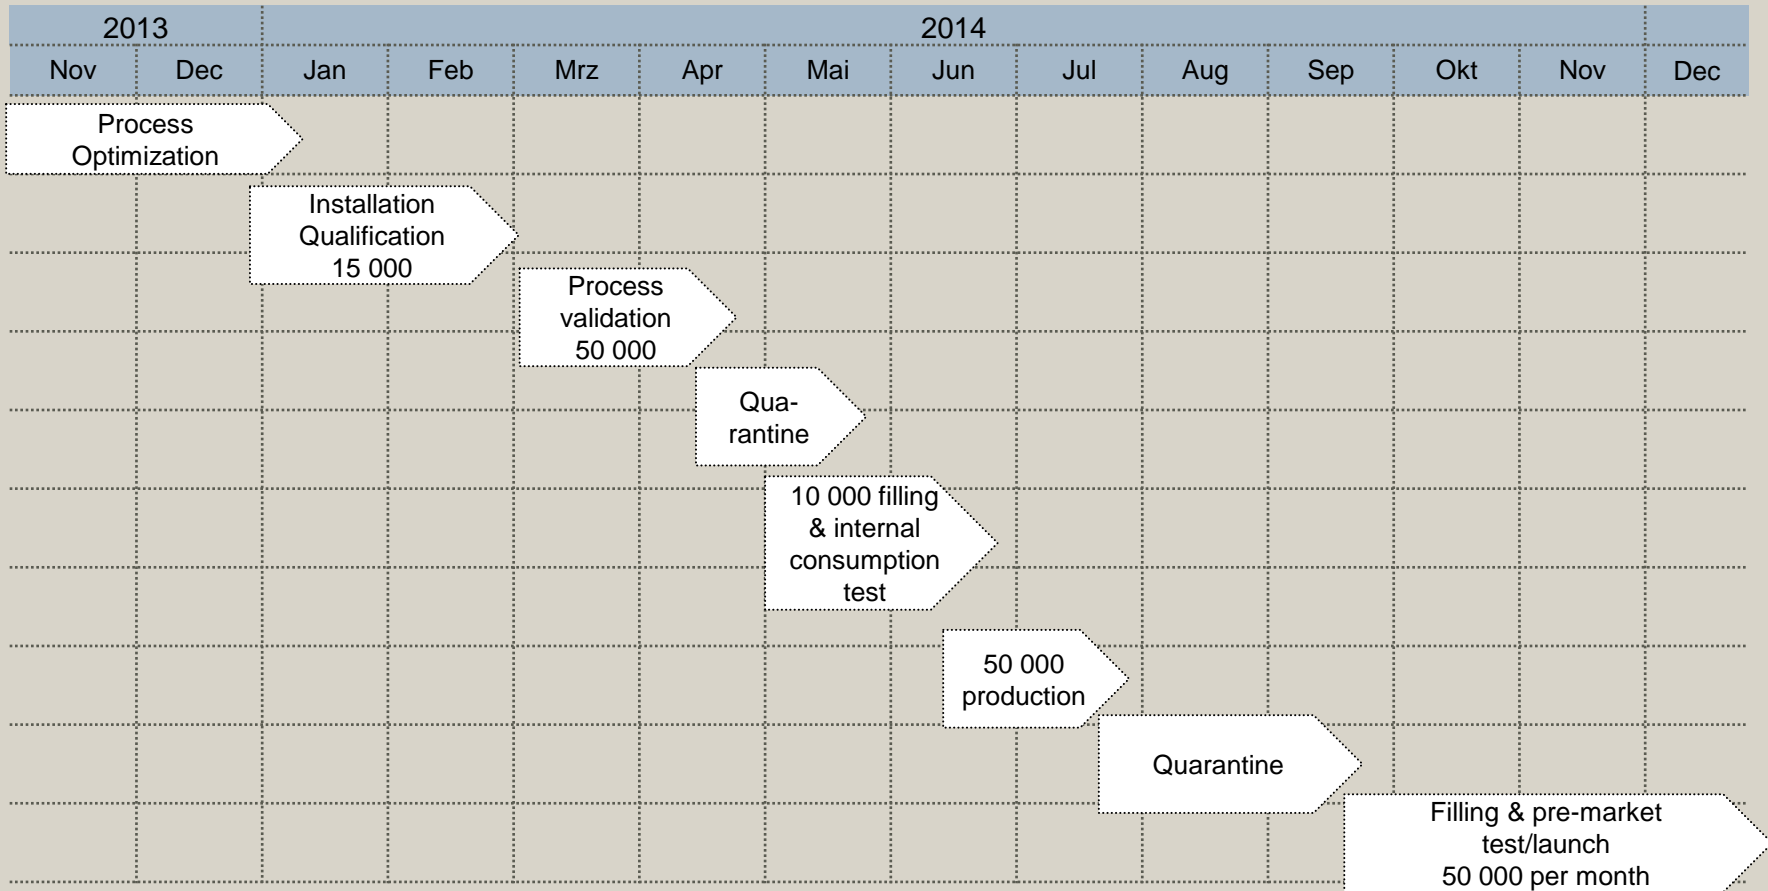 2013 2014
Nov Dec Jan Feb Mrz Apr Mai Jun Jul Aug Sep Okt Nov Dec
Process
Optimization
Installation
Qualification
15 000
Process
validation
50 000
Qua-
rantine
10 000 filling
& internal
consumption
test
50 000
production
Quarantine
Filling & pre-market
test/launch
50 000 per month